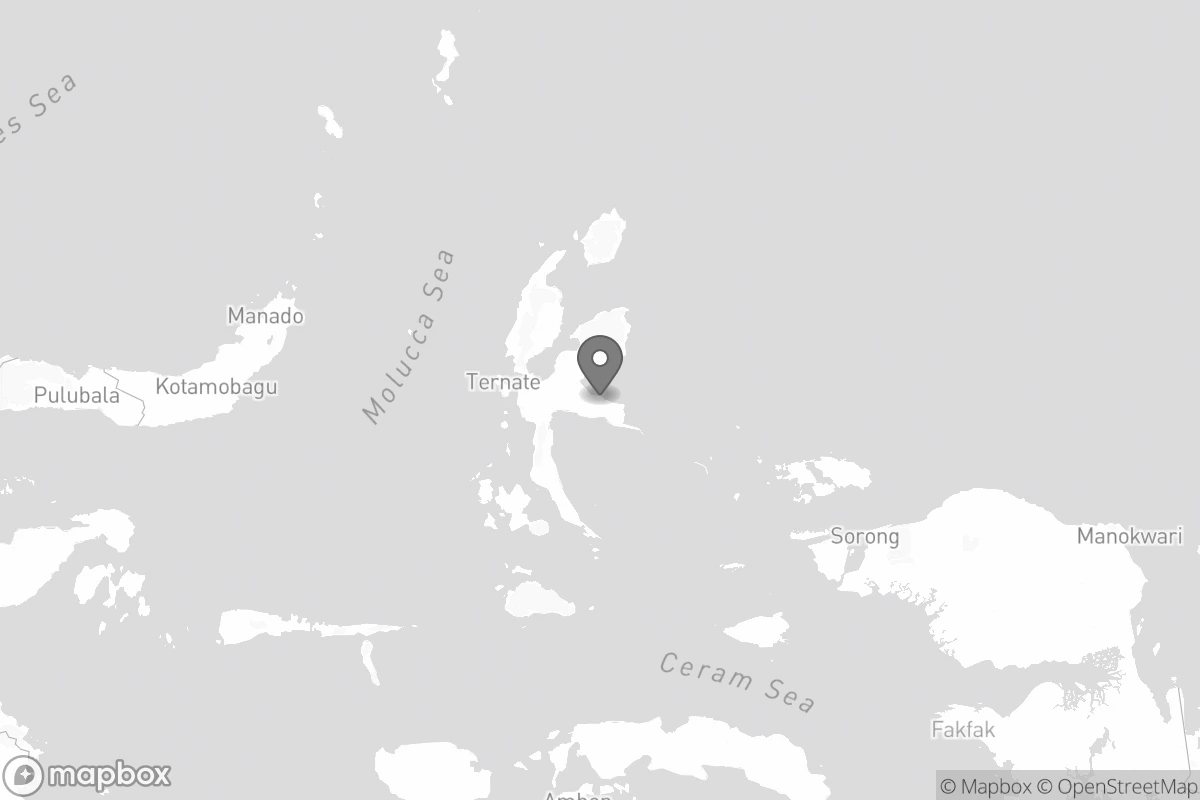 es Sea
Molucca Sea
Manado
Ternate
Kotamobagu
Pulubala
Sorong
Manokwari
Ceram Sea
Fakfak
Ambon
mapbox
© Mapbox © OpenStreetMap